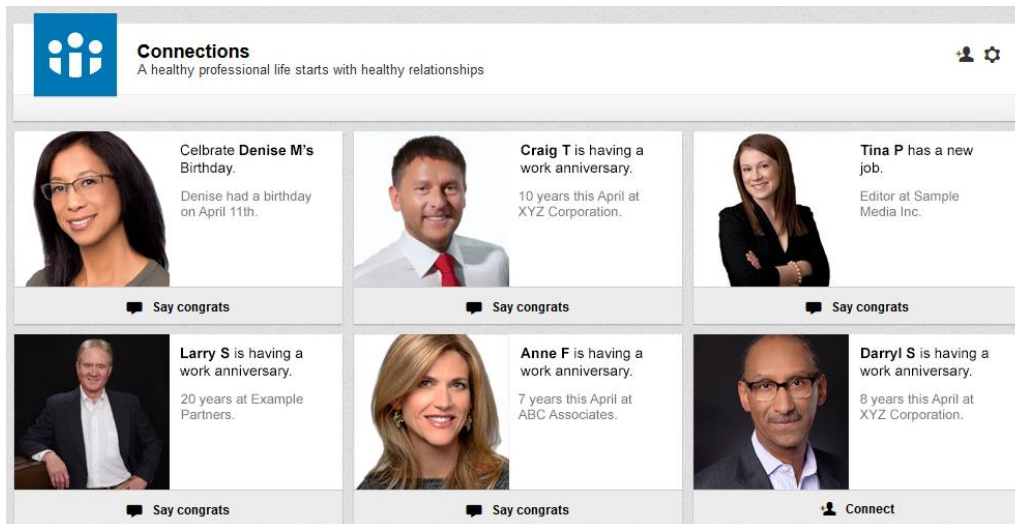 Connections
A healthy professional life starts with healthy relationships
Celbrate Denise M's
Birthday.
Denise had a birthday
on April 11th.
Say congrats
Craig T is having a
work anniversary.
10 years this April at
XYZ Corporation.
Say congrats
Tina P has a new
job.
Editor at Sample
Media Inc.
Say congrats
Larry S is having a
work anniversary.
20 years at Example
Partners.
Say congrats
Anne F is having a
work anniversary.
7 years this April at
ABC Associates.
Say congrats
Darryl S is having a
work anniversary.
8 years this April at
XYZ Corporation.
Connect